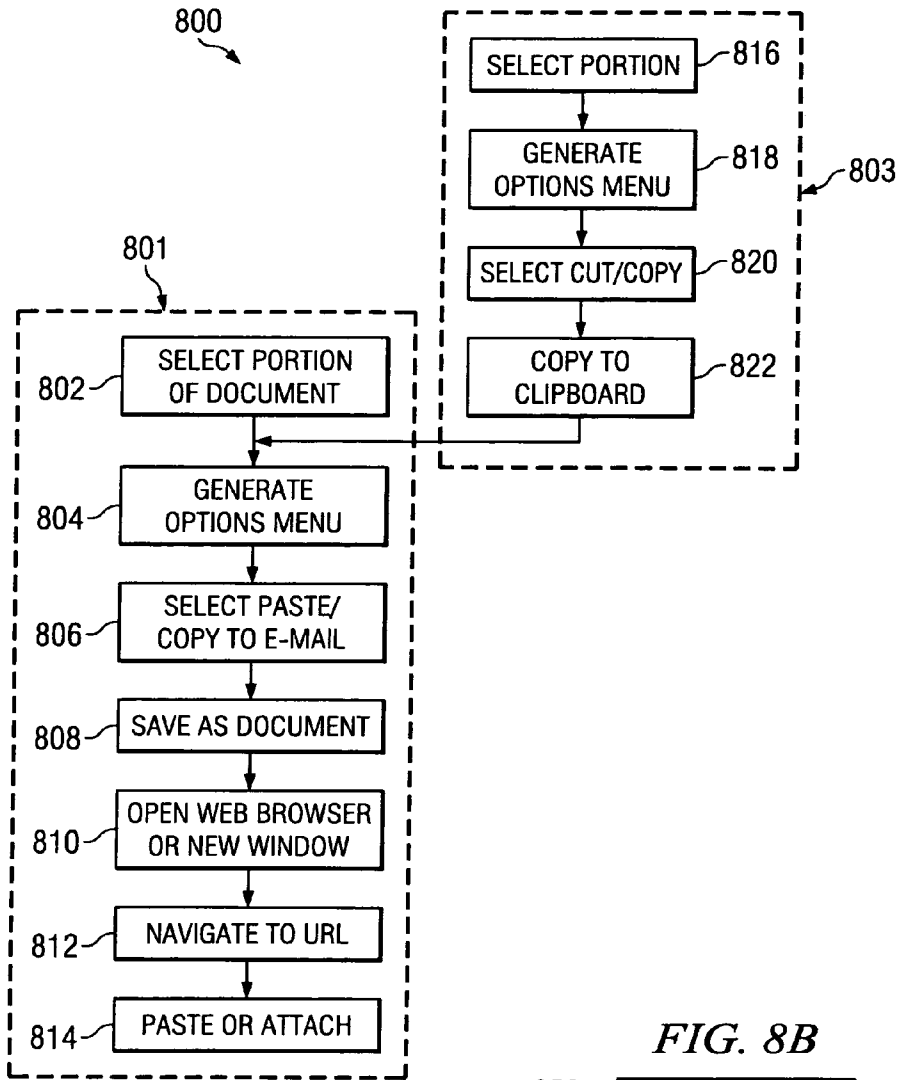 800
SELECT PORTION
816
GENERATE
OPTIONS MENU
818
803
SELECT CUT/COPY
820
COPY TO
CLIPBOARD
822
801
SELECT PORTION
OF DOCUMENT
802
GENERATE
OPTIONS MENU
804
SELECT PASTE/
COPY TO E-MAIL
806
SAVE AS DOCUMENT
808
OPEN WEB BROWSER
OR NEW WINDOW
810
NAVIGATE TO URL
812
PASTE OR ATTACH
814
FIG. 8B